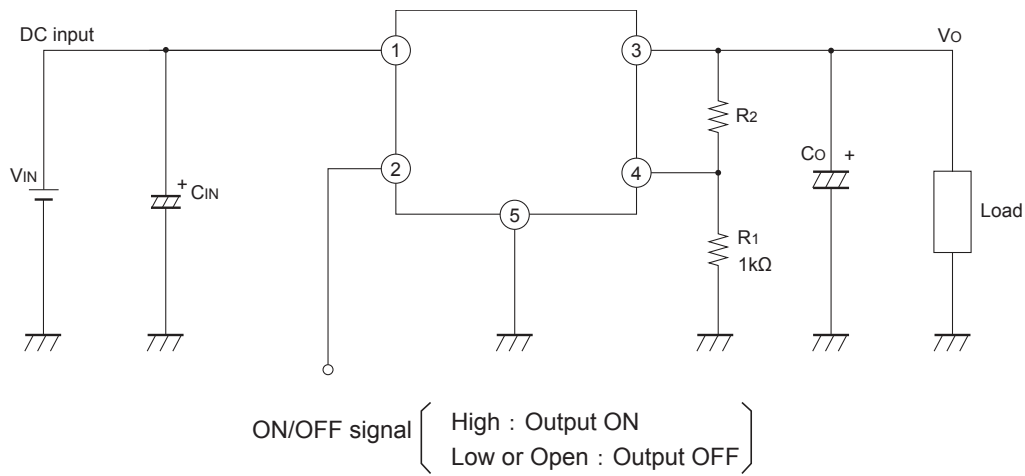 DC input
1
3
VO
R2
VIN
+
CIN
2
4
CO
+
5
R1
1kΩ
Load
ON/OFF signal
High : Output ON
Low or Open : Output OFF